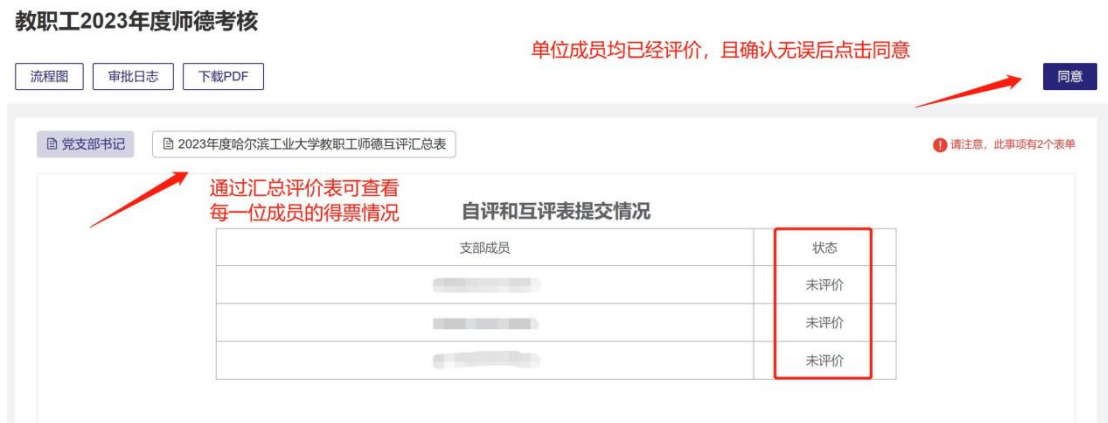 教职工2023年度师德考核
单位成员均已经评价，且确认无误后点击同意
流程图 审批日志 下载PDF 同意
党支部书记 2023年度哈尔滨工业大学教职工师德互评汇总表 请注意，此事项有2个表单
通过汇总评价表可查看
每一位成员的得票情况
自评和互评表提交情况
支部成员 状态
未评价
未评价
未评价